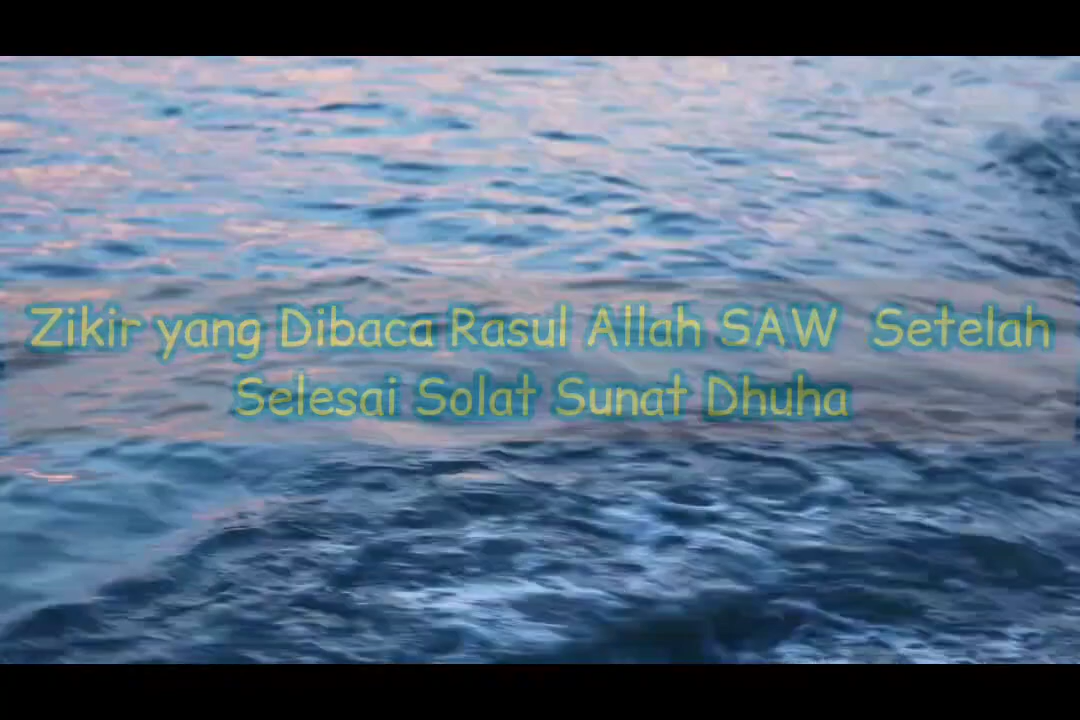 Zikir yang Dibaca Rasul Allah SAW  Setelah
Selesai Solat Sunat Dhuha